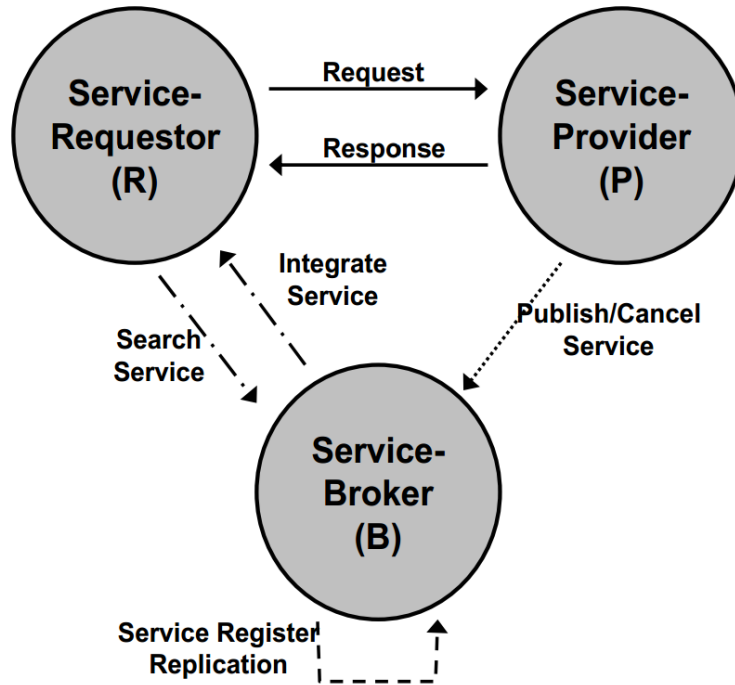 Service-
Requestor
(R)
Request
Response
Service-
Provider
(P)
Integrate
Service
Search
Service
Publish/Cancel
Service
Service-
Broker
(B)
Service Register
Replication